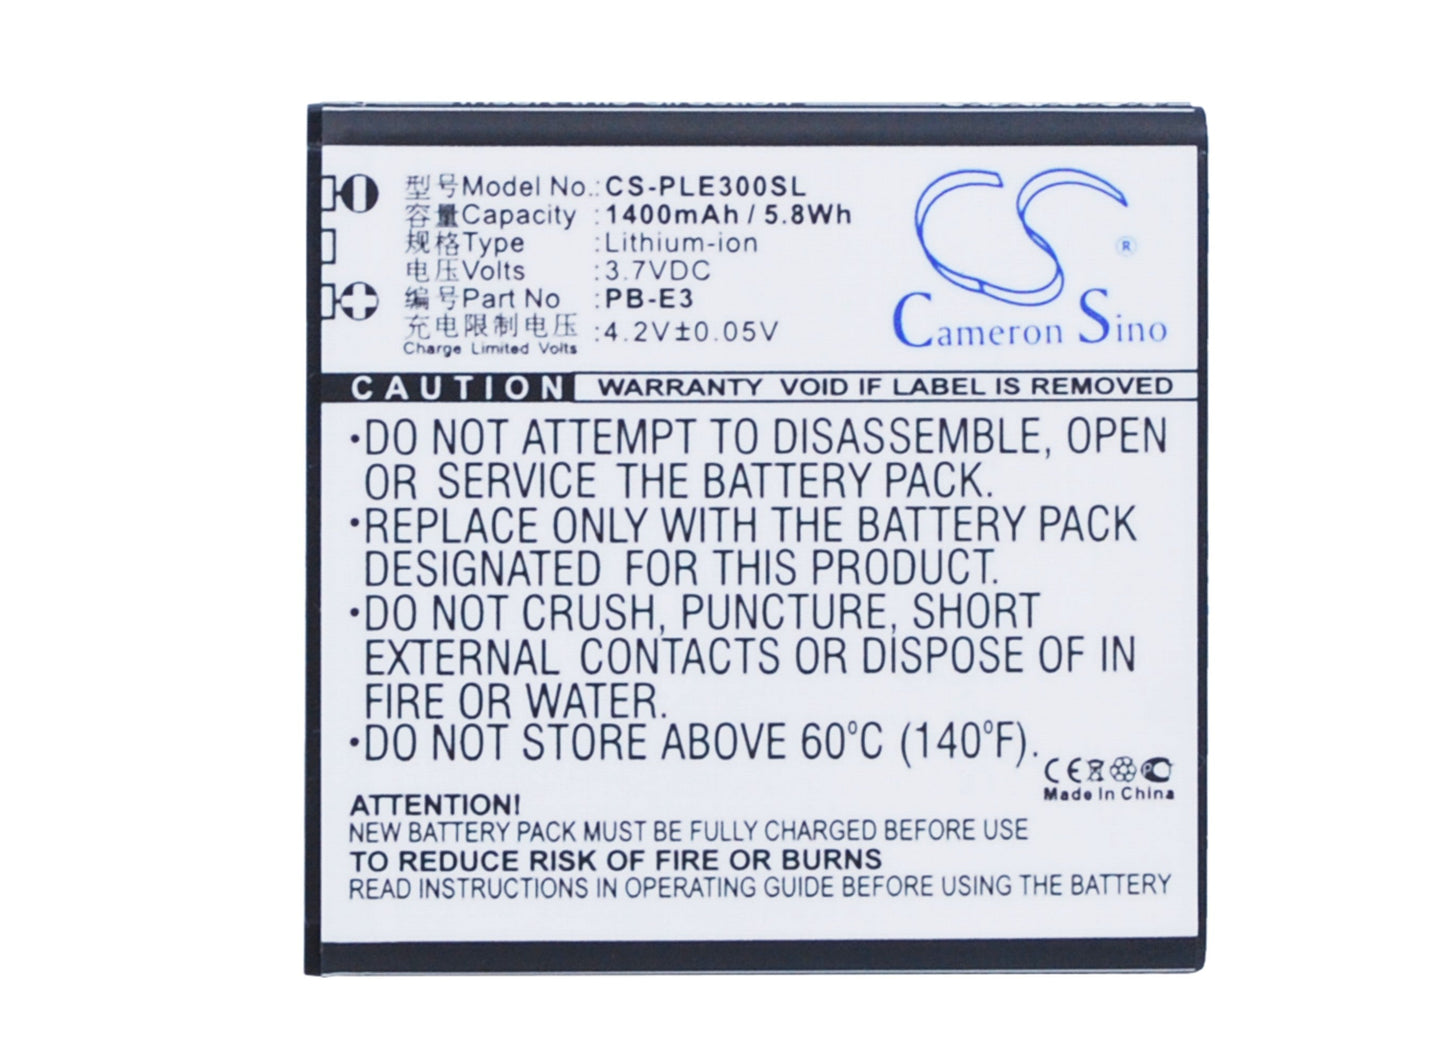 型号Model No.:CS-PLE300SL
容量Capacity :1400mAh / 5.8Wh
规格Type :Lithium-ion
电压Volts :3.7VDC
编号Part No :PB-E3
充电限制电压 :4.2V±0.05V
Charge Limited Volts
CS ®
Cameron Sino
CAUTION WARRANTY VOID IF LABEL IS REMOVED
•DO NOT ATTEMPT TO DISASSEMBLE, OPEN
OR SERVICE THE BATTERY PACK.
•REPLACE ONLY WITH THE BATTERY PACK
DESIGNATED FOR THIS PRODUCT.
•DO NOT CRUSH, PUNCTURE, SHORT
EXTERNAL CONTACTS OR DISPOSE OF IN
FIRE OR WATER.
•DO NOT STORE ABOVE 60°C (140°F).
CE PC
Made In China
ATTENTION!
NEW BATTERY PACK MUST BE FULLY CHARGED BEFORE USE
TO REDUCE RISK OF FIRE OR BURNS
READ INSTRUCTIONS IN OPERATING GUIDE BEFORE USING THE BATTERY